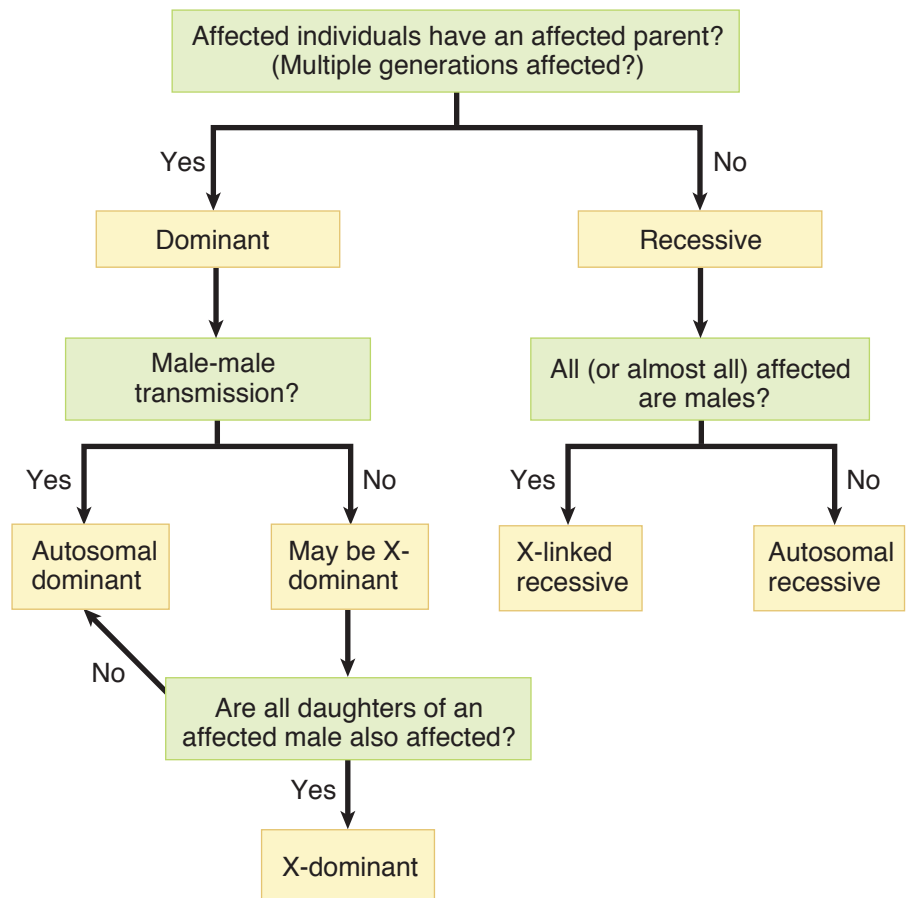 Affected individuals have an affected parent?
(Multiple generations affected?)
Yes
No
Dominant
Recessive
Male-male
transmission?
All (or almost all) affected
are males?
Yes
No
Yes
No
Autosomal
dominant
May be X-
dominant
X-linked
recessive
Autosomal
recessive
No
Are all daughters of an
affected male also affected?
Yes
X-dominant